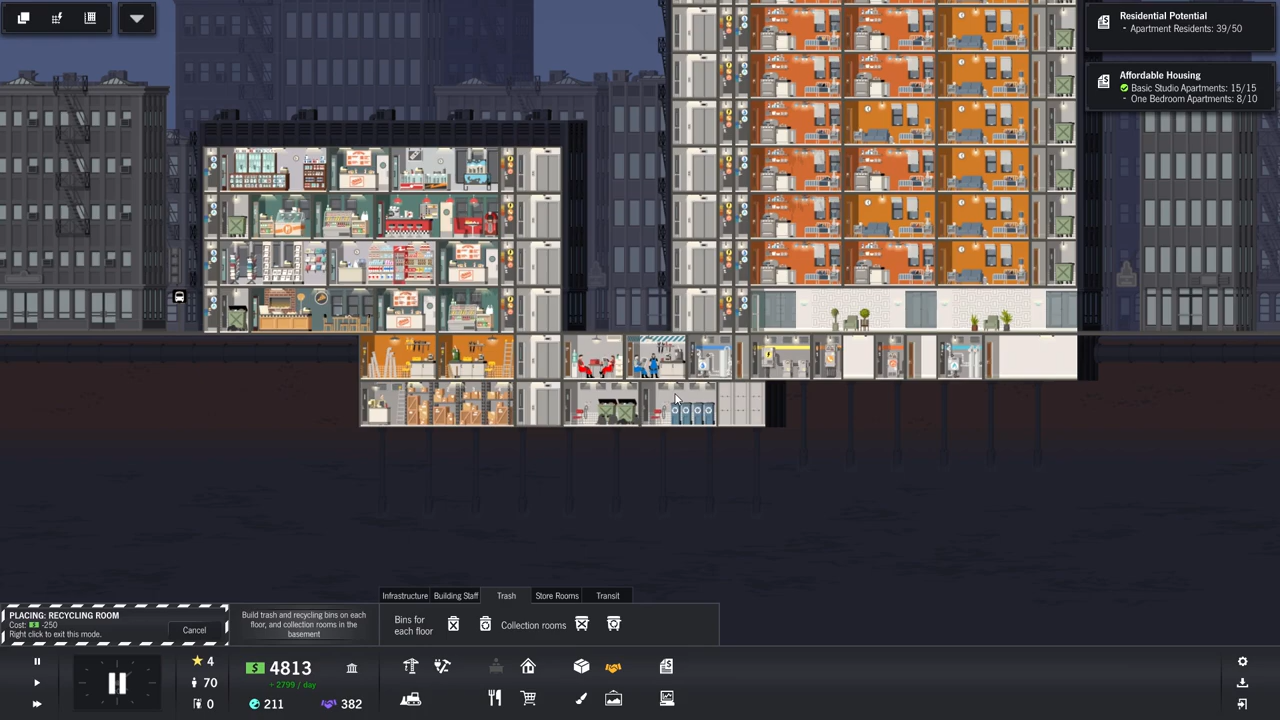 Residential Potential
- Apartment Residents: 39/50
Affordable Housing
Basic Studio Apartments: 15/15
- One Bedroom Apartments: 8/10
Infrastructure
Building Staff
Trash
Store Rooms
Transit
PLACING: RECYCLING ROOM
Cost: $ -250
Right click to exit this mode.
Cancel
Build trash and recycling bins on each
floor, and collection rooms in the
basement
Bins for
each floor
Collection rooms
4
70
0
$ 4813
+ 2799 / day
211
382